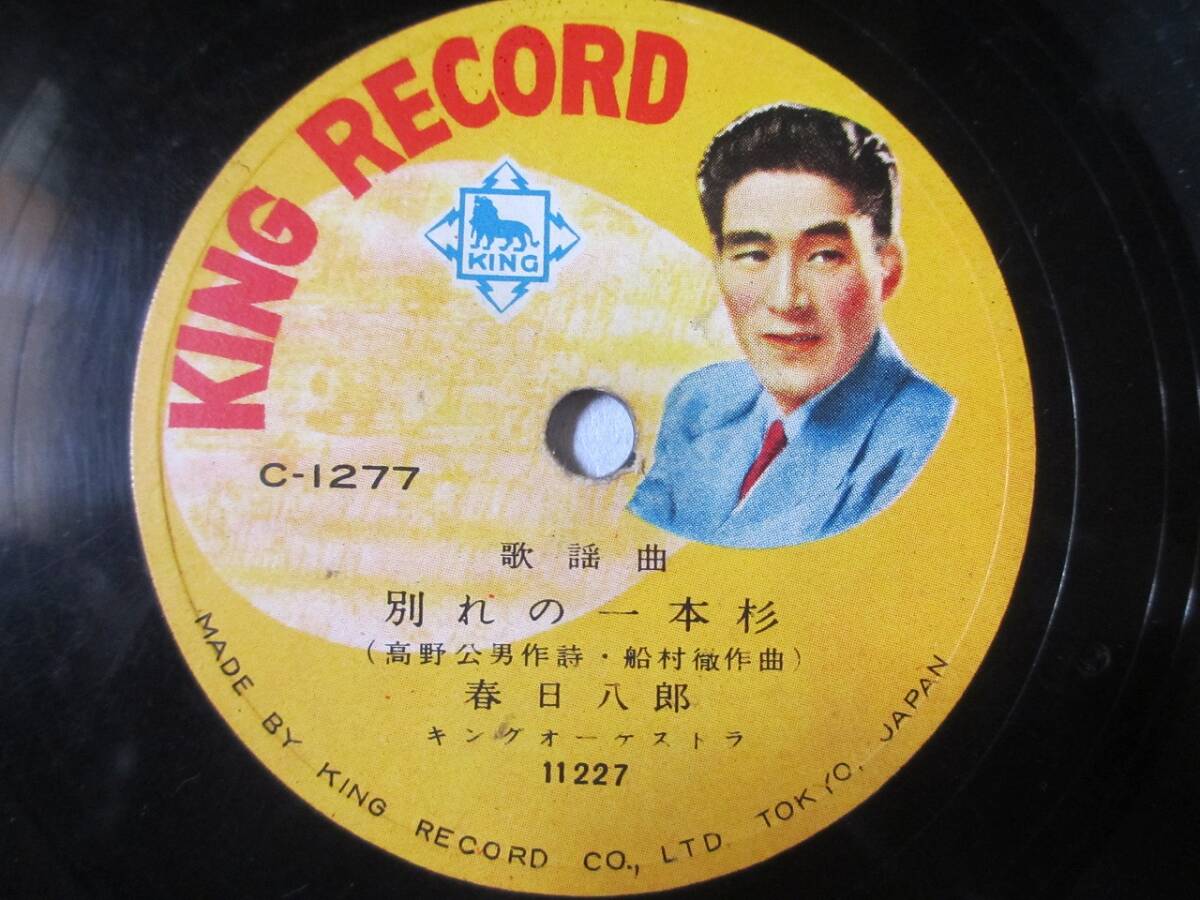 KING RECORD
KING
C-1277
歌謡曲
別れの一本杉
(高野公男作詩・船村徹作曲)
春日八郎
キングオーケストラ
11227
MADE BY KING RECORD CO., LTD. TOKYO, JAPAN